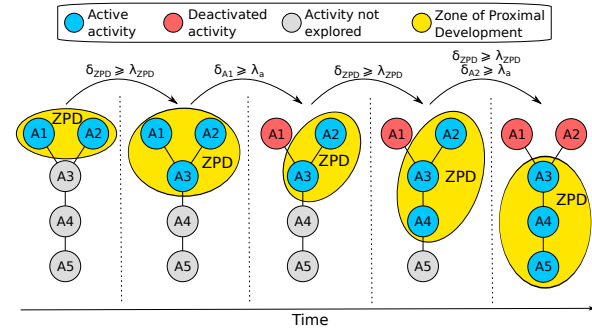 Active activity
Deactivated activity
Activity not explored
Zone of Proximal Development
δZPD ⩾ λZPD
δA1 ⩾ λa
δZPD ⩾ λZPD
δZPD ⩾ λZPD
δA2 ⩾ λa
ZPD
A1
A2
A3
A4
A5
A1
A2
ZPD
A3
A4
A5
A1
A2
ZPD
A3
A4
A5
A1
A2
A3
ZPD
A4
A5
A1
A2
A3
ZPD
A4
A5
Time